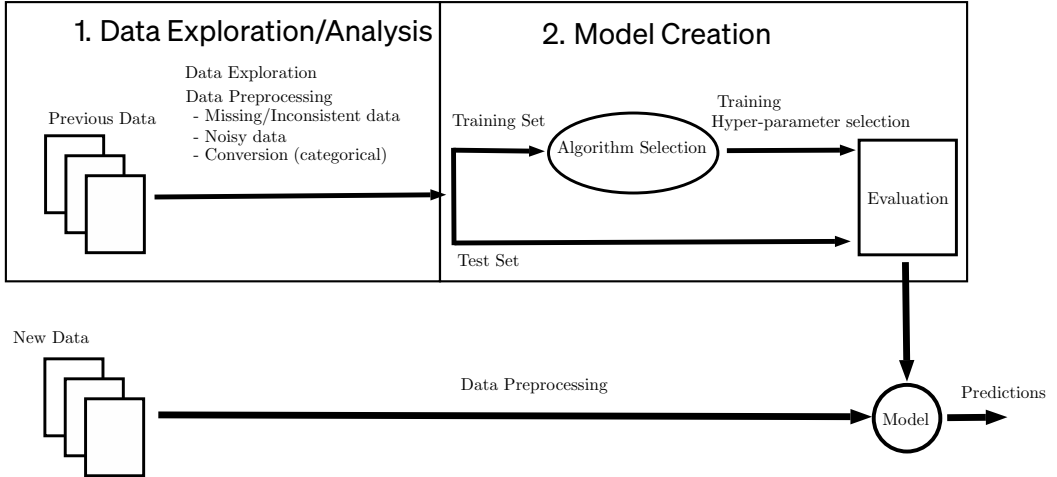 1. Data Exploration/Analysis
2. Model Creation
Data Exploration
Data Preprocessing
- Missing/Inconsistent data
- Noisy data
- Conversion (categorical)
Previous Data
Training Set
Algorithm Selection
Training
Hyper-parameter selection
Evaluation
Test Set
New Data
Data Preprocessing
Model
Predictions